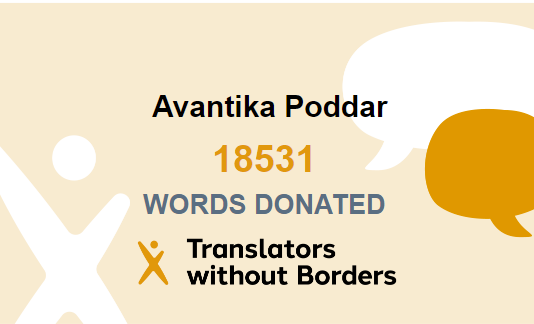 Avantika Poddar
18531
WORDS DONATED
Translators
without Borders